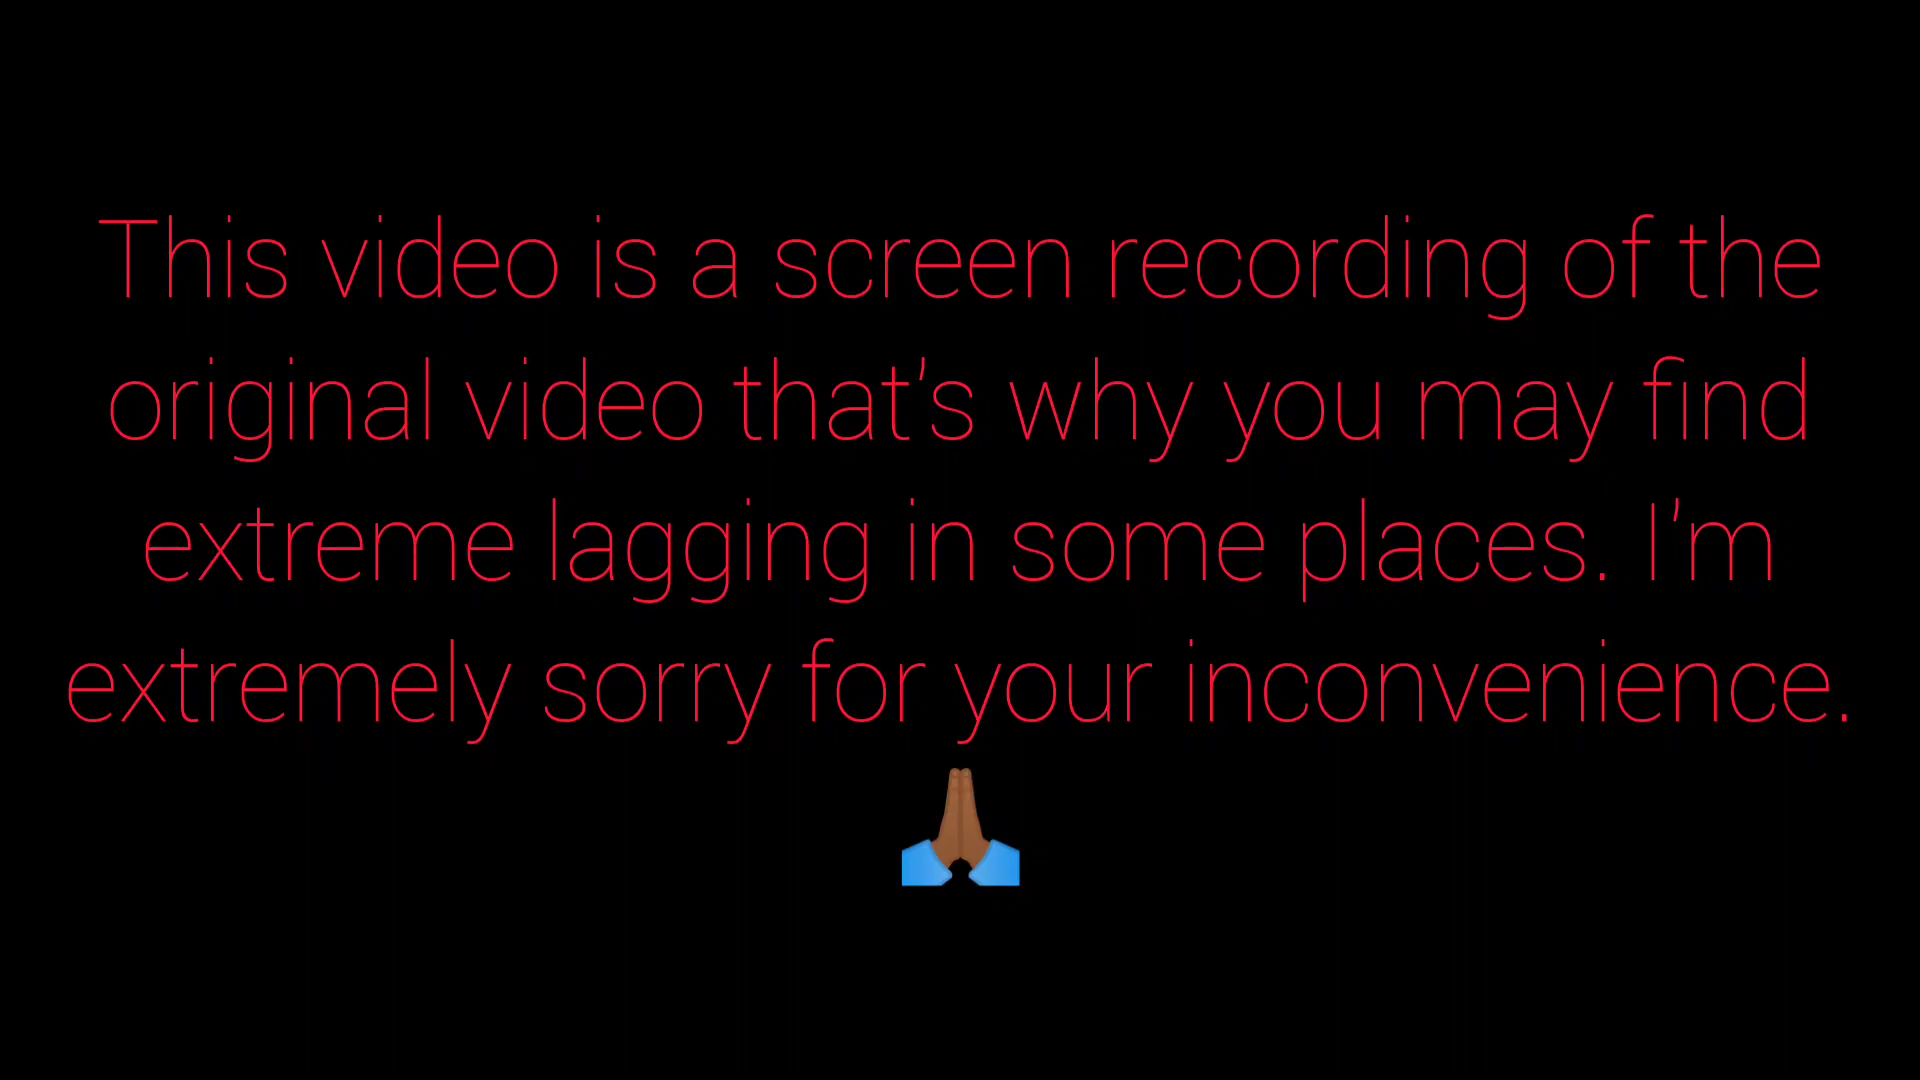 This video is a screen recording of the
original video that's why you may find
extreme lagging in some places. I'm
extremely sorry for your inconvenience.
🙏🏾